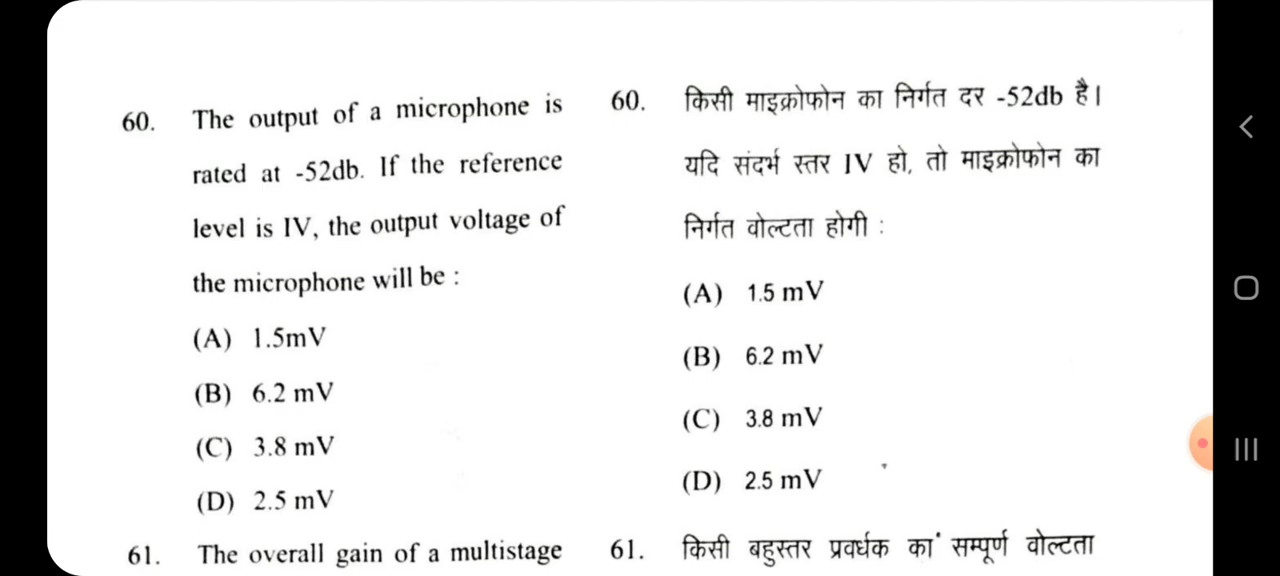 60. The output of a microphone is
rated at -52db. If the reference
level is IV, the output voltage of
the microphone will be :
(A) 1.5mV
(B) 6.2 mV
(C) 3.8 mV
(D) 2.5 mV
61. The overall gain of a multistage
60. किसी माइक्रोफोन का निर्गत दर -52db है।
यदि संदर्भ स्तर IV हो, तो माइक्रोफोन का
निर्गत वोल्टता होगी :
(A) 1.5 mV
(B) 6.2 mV
(C) 3.8 mV
(D) 2.5 mV
61. किसी बहुस्तर प्रवर्धक का सम्पूर्ण वोल्टता